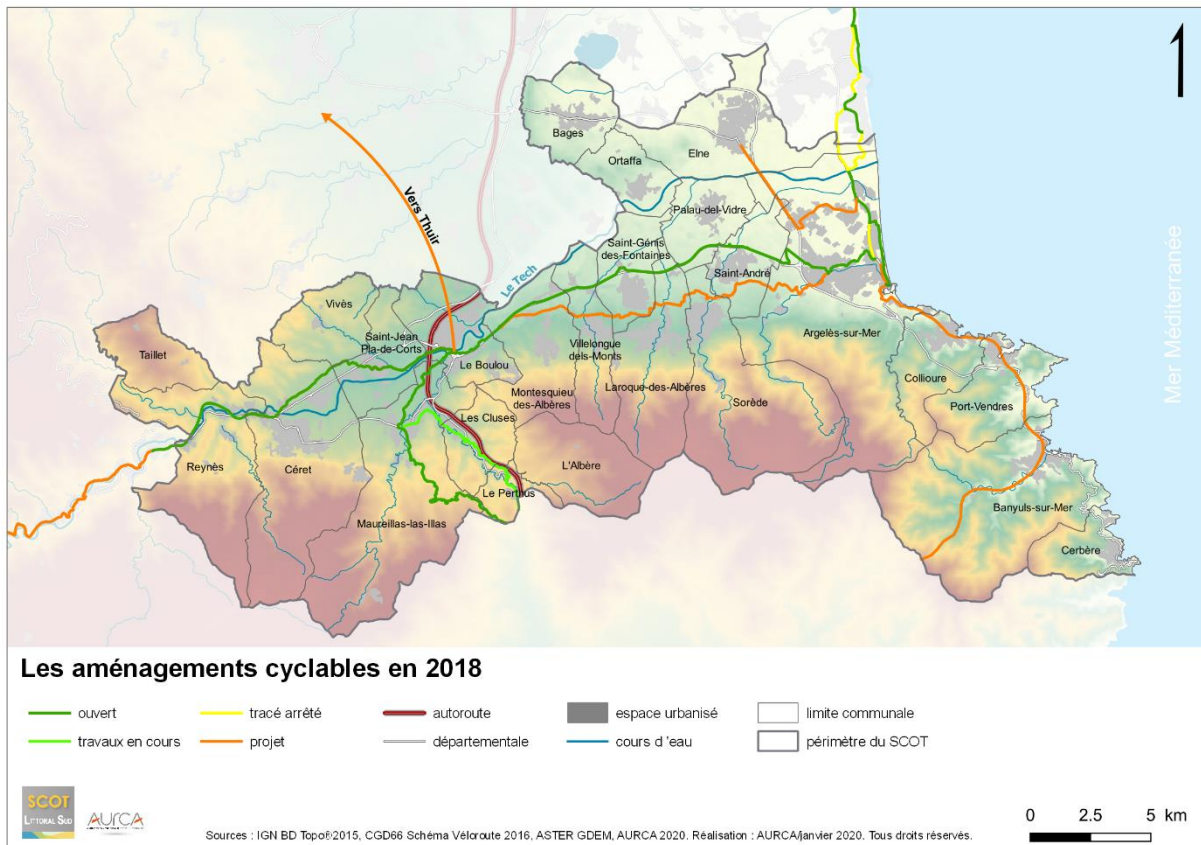 Bages
Elne
Ortaffa
Vers Thuir
Palau-del-Vidre
Mer Méditerranée
Saint-Génis
des-Fontaines
Le Tech
Saint-André
Vivès
Saint-Jean
Pla-de-Corts
Argelès-sur-Mer
Taillet
Villelongue
dels-Monts
Le Boulou
Collioure
Laroque-des-Albères
Montesquieu
des-Albères
Sorède
Port-Vendres
Les Cluses
Reynès
Céret
L'Albère
Le Perthus
Banyuls-sur-Mer
Maureillas-las-Illas
Cerbère
Les aménagements cyclables en 2018
ouvert
tracé arrêté
autoroute
espace urbanisé
limite communale
travaux en cours
projet
départementale
cours d 'eau
périmètre du SCOT
SCOT
LITTORAL SUD
AURCA
0 2.5 5 km
Sources : IGN BD Topo®2015, CGD66 Schéma Véloroute 2016, ASTER GDEM, AURCA 2020. Réalisation : AURCA/janvier 2020. Tous droits réservés.